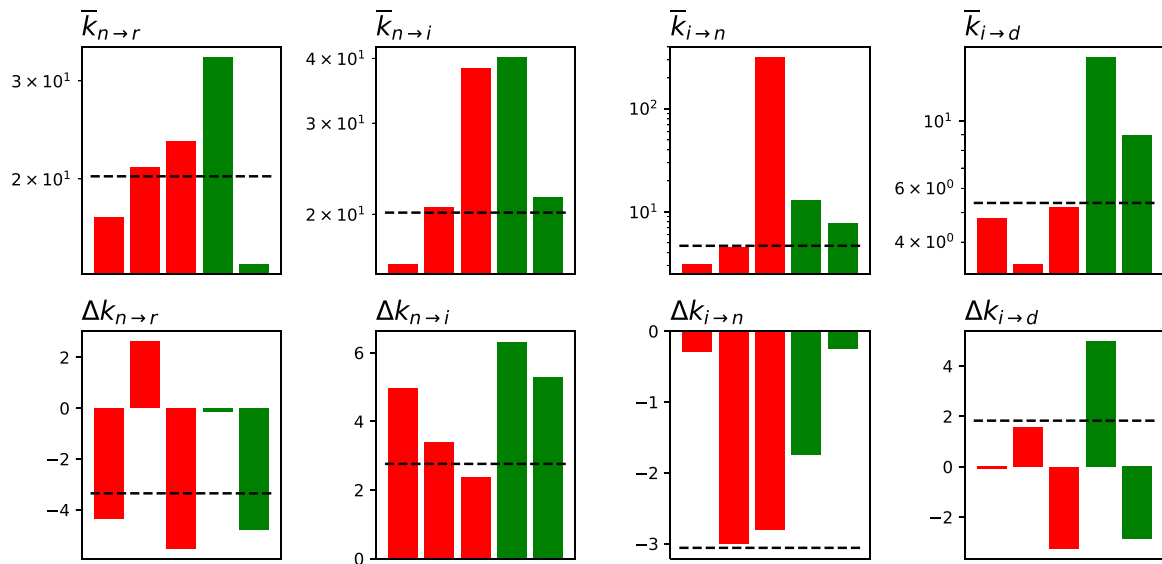 k̅ₙ→ᵣ
k̅ₙ→ᵢ
k̅ᵢ→ₙ
k̅_{i→d}
3 × 10¹
2 × 10¹
4 × 10¹
3 × 10¹
2 × 10¹
10²
10¹
10¹
6 × 10⁰
4 × 10⁰
Δkₙ→ᵣ
Δkₙ→ᵢ
Δkᵢ→ₙ
Δk_{i→d}
2
0
−2
−4
6
4
2
0
0
−1
−2
−3
4
2
0
−2